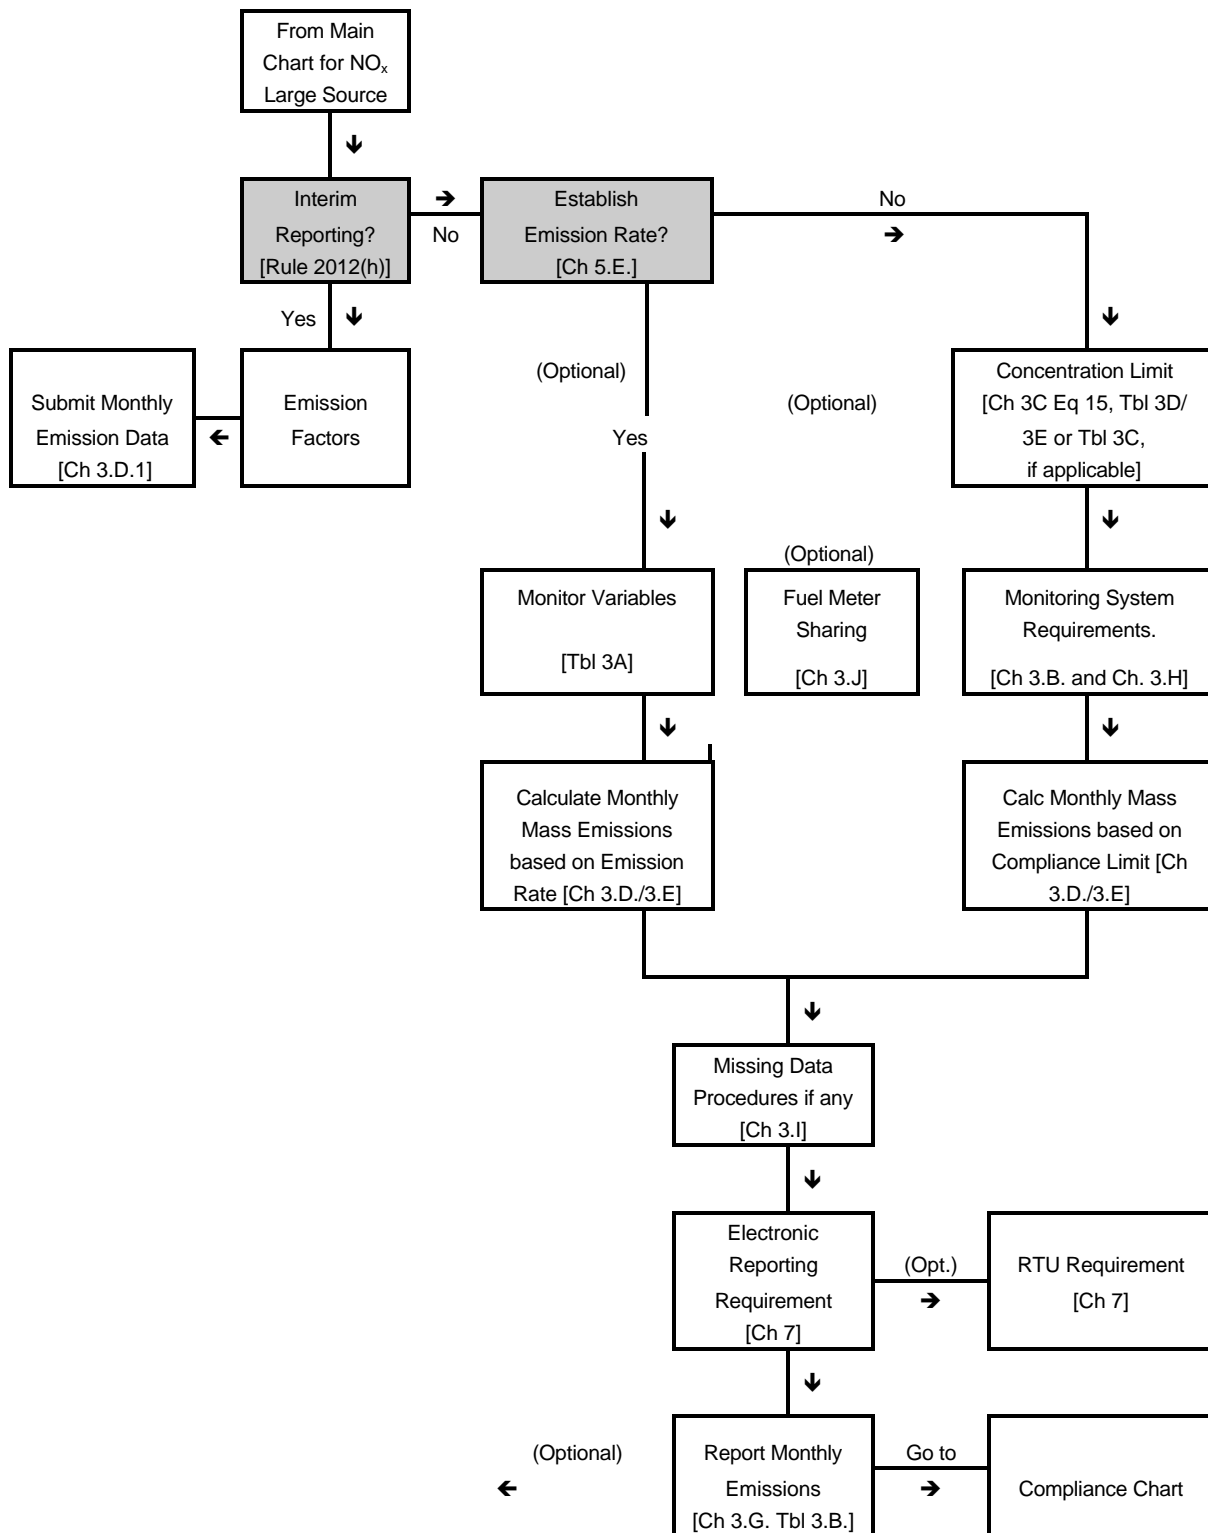 From Main
Chart for NOx
Large Source
Interim
Reporting?
[Rule 2012(h)]
No
Establish
Emission Rate?
[Ch 5.E.]
No
Yes
Submit Monthly
Emission Data
[Ch 3.D.1]
Emission
Factors
(Optional)
Yes
(Optional)
Concentration Limit
[Ch 3C Eq 15, Tbl 3D/
3E or Tbl 3C,
if applicable]
Monitor Variables
[Tbl 3A]
(Optional)
Fuel Meter
Sharing
[Ch 3.J]
Monitoring System
Requirements.
[Ch 3.B. and Ch. 3.H]
Calculate Monthly
Mass Emissions
based on Emission
Rate [Ch 3.D./3.E]
Calc Monthly Mass
Emissions based on
Compliance Limit [Ch
3.D./3.E]
Missing Data
Procedures if any
[Ch 3.I]
Electronic
Reporting
Requirement
[Ch 7]
(Opt.)
RTU Requirement
[Ch 7]
(Optional)
Report Monthly
Emissions
[Ch 3.G. Tbl 3.B.]
Go to
Compliance Chart